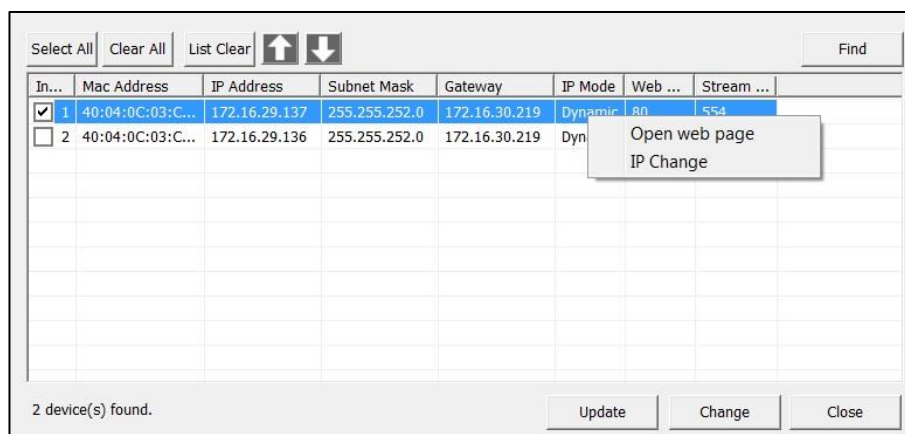 Select All Clear All List Clear Find
In... Mac Address IP Address Subnet Mask Gateway IP Mode Web ... Stream ...
1 40:04:0C:03:C... 172.16.29.137 255.255.252.0 172.16.30.219 Dynamic 80 554
2 40:04:0C:03:C... 172.16.29.136 255.255.252.0 172.16.30.219 Dyn
Open web page
IP Change
2 device(s) found. Update Change Close